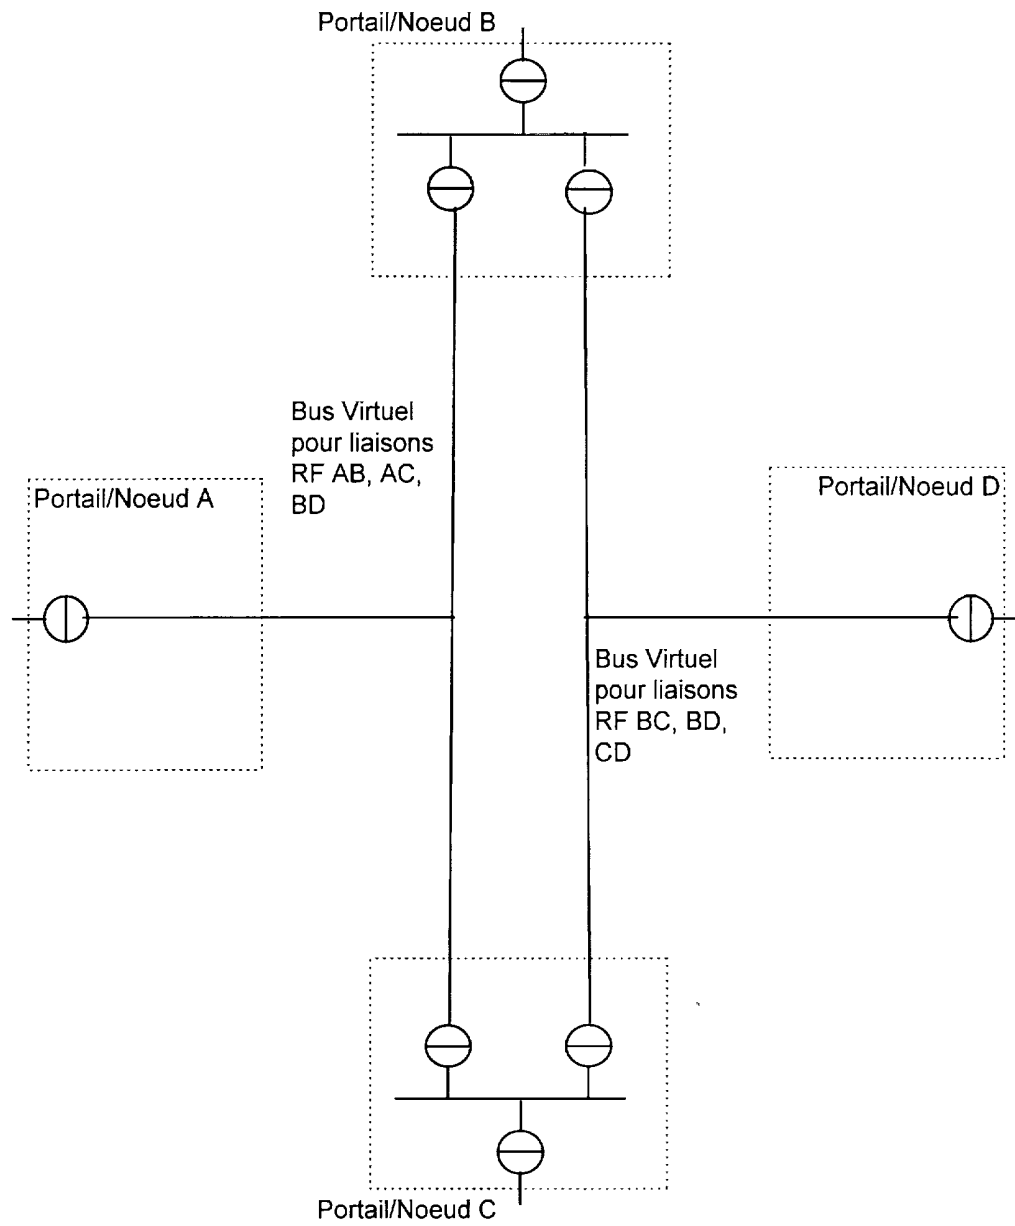 Portail/Noeud B
Bus Virtuel
pour liaisons
RF AB, AC,
BD
Portail/Noeud A
Portail/Noeud D
Bus Virtuel
pour liaisons
RF BC, BD,
CD
Portail/Noeud C